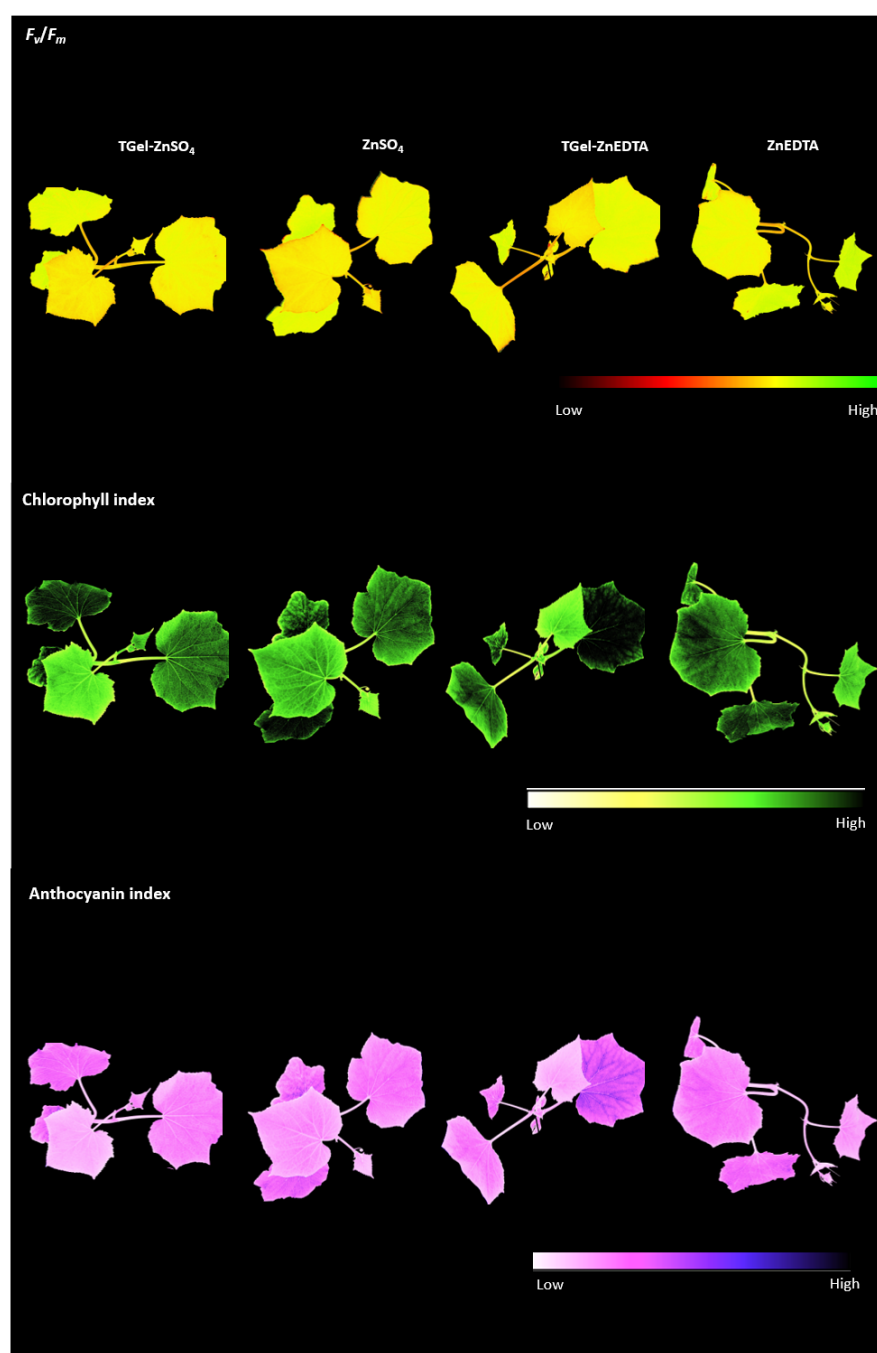 Fv/Fm
TGel-ZnSO4 ZnSO4 TGel-ZnEDTA ZnEDTA
Low High
Chlorophyll index
Low High
Anthocyanin index
Low High